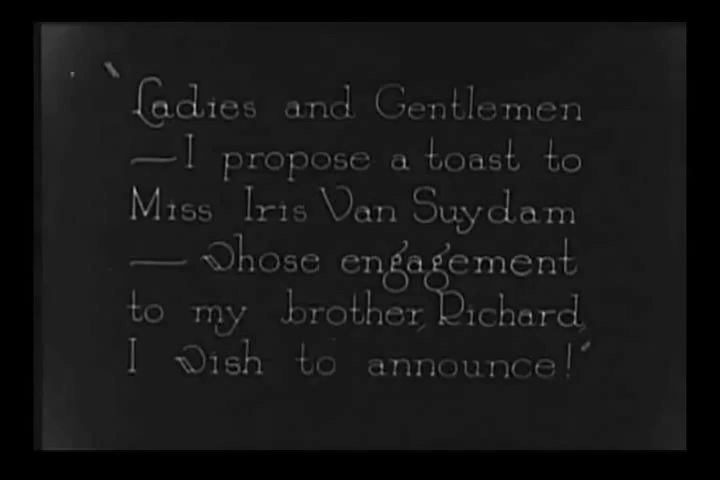 "Ladies and Gentlemen
—I propose a toast to
Miss Iris Van Suydam
— whose engagement
to my brother, Richard,
I wish to announce!"